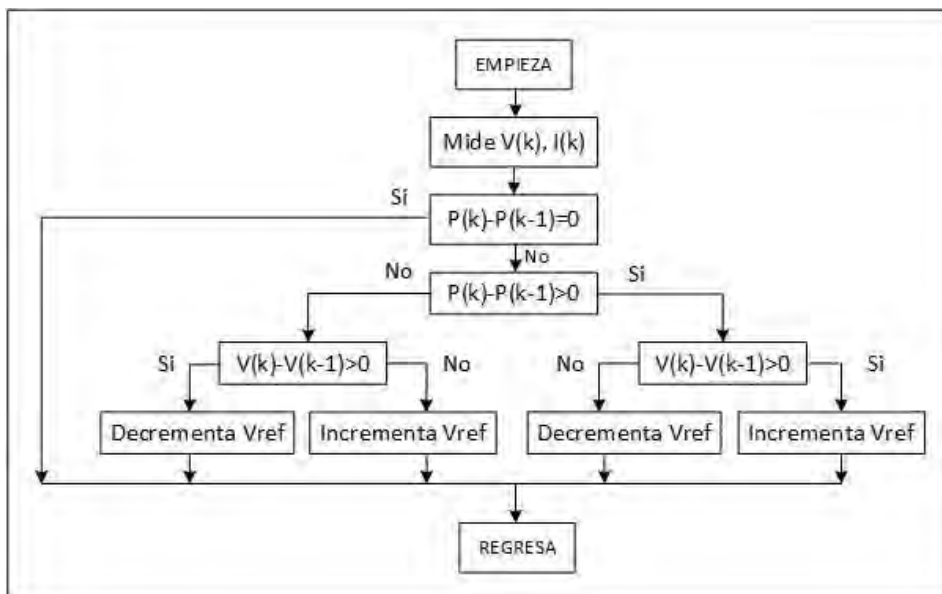 EMPIEZA
Mide V(k), I(k)
Sí
P(k)-P(k-1)=0
No
No
P(k)-P(k-1)>0
Si
Si
V(k)-V(k-1)>0
No
No
V(k)-V(k-1)>0
Si
Decrementa Vref
Incrementa Vref
Decrementa Vref
Incrementa Vref
REGRESA